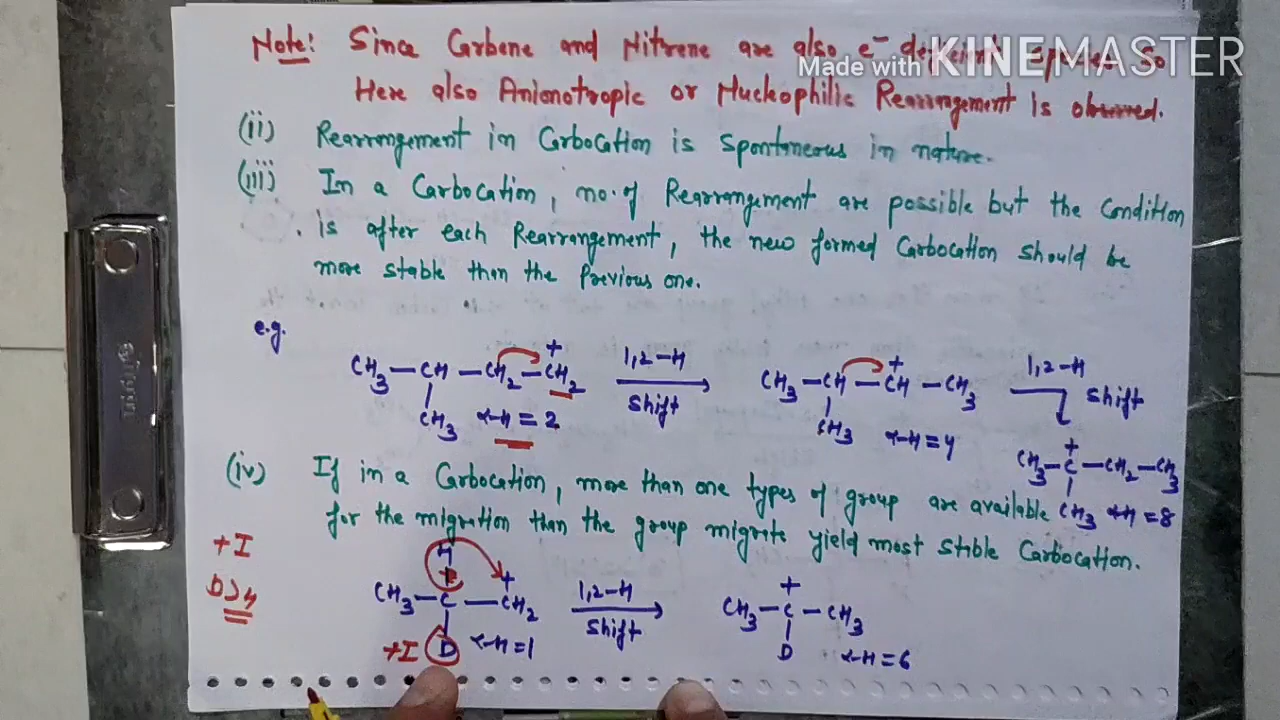 Note: Since Carbene and Nitrene are also e⁻ deficient species so
Made with KINEMASTER
Here also Anionotropic or Nucleophilic Rearrangement is observed.
(ii) Rearrangement in Carbocation is spontaneous in nature.
(iii) In a Carbocation, no. of Rearrangement are possible but the condition
is after each Rearrangement, the new formed Carbocation should be
more stable than the Previous one.
e.g.
CH₃—CH—CH₂—C⁺H₂ 1,2-H Shift CH₃—CH—C⁺H—CH₃ 1,2-H Shift
CH₃ α-H = 2 CH₃ α-H = 4
CH₃—C⁺—CH₂—CH₃
CH₃ α-H = 8
(iv) If in a Carbocation, more than one types of group are available
for the migration than the group migrate yield most stable Carbocation.
+I
D>H
H
CH₃—C—C⁺H₂ 1,2-H Shift CH₃—C⁺—CH₃
+I D α-H = 1 D α-H = 6